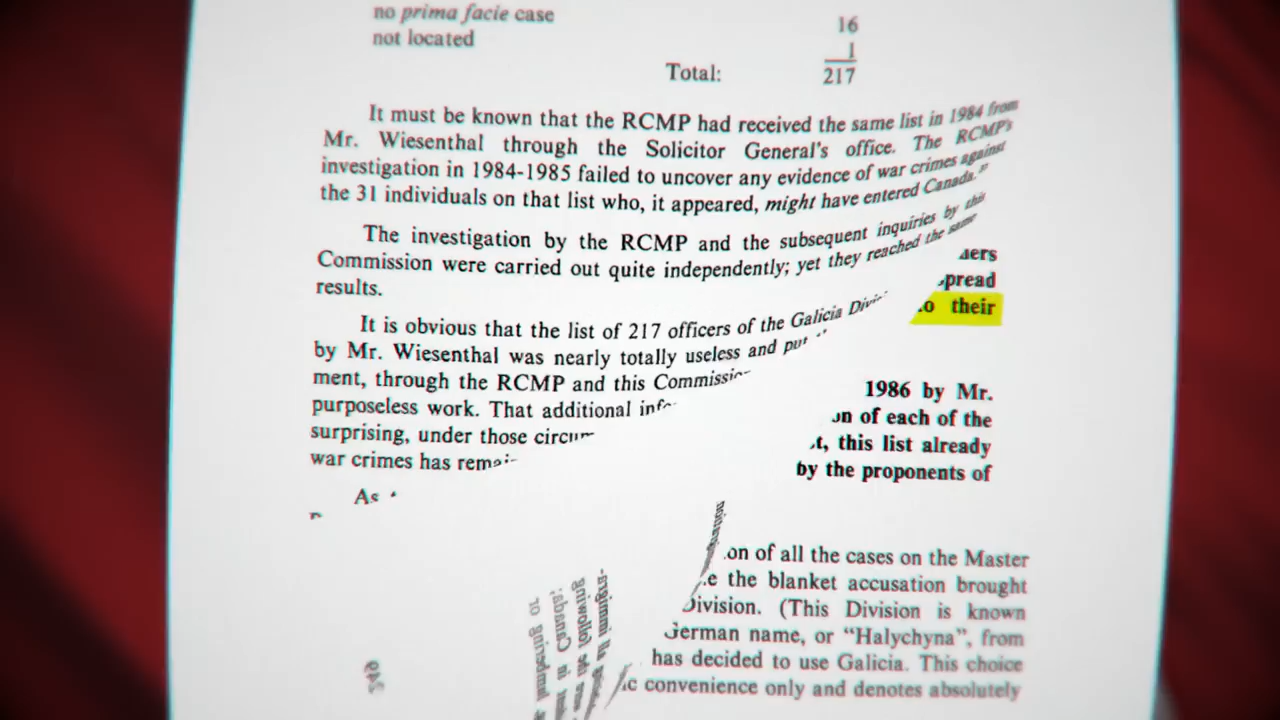 no prima facie case 16
not located 1
Total: 217
It must be known that the RCMP had received the same list in 1984 from
Mr. Wiesenthal through the Solicitor General's office. The RCMP's
investigation in 1984-1985 failed to uncover any evidence of war crimes against
the 31 individuals on that list who, it appeared, might have entered Canada."
The investigation by the RCMP and the subsequent inquiries by this
Commission were carried out quite independently; yet they reached the same
results.
It is obvious that the list of 217 officers of the Galicia
by Mr. Wiesenthal was nearly totally useless and put
ment, through the RCMP and this
purposeless work. That additional
surprising, under those
war crimes has
As
their
1986 by Mr.
of each of the
this list already
by the proponents of
of all the cases on the Master
the blanket accusation brought
Division. (This Division is known
German name, or “Halychyna”, from
has decided to use Galicia. This choice
convenience only and denotes absolutely
all
following
in Canada;
or
249